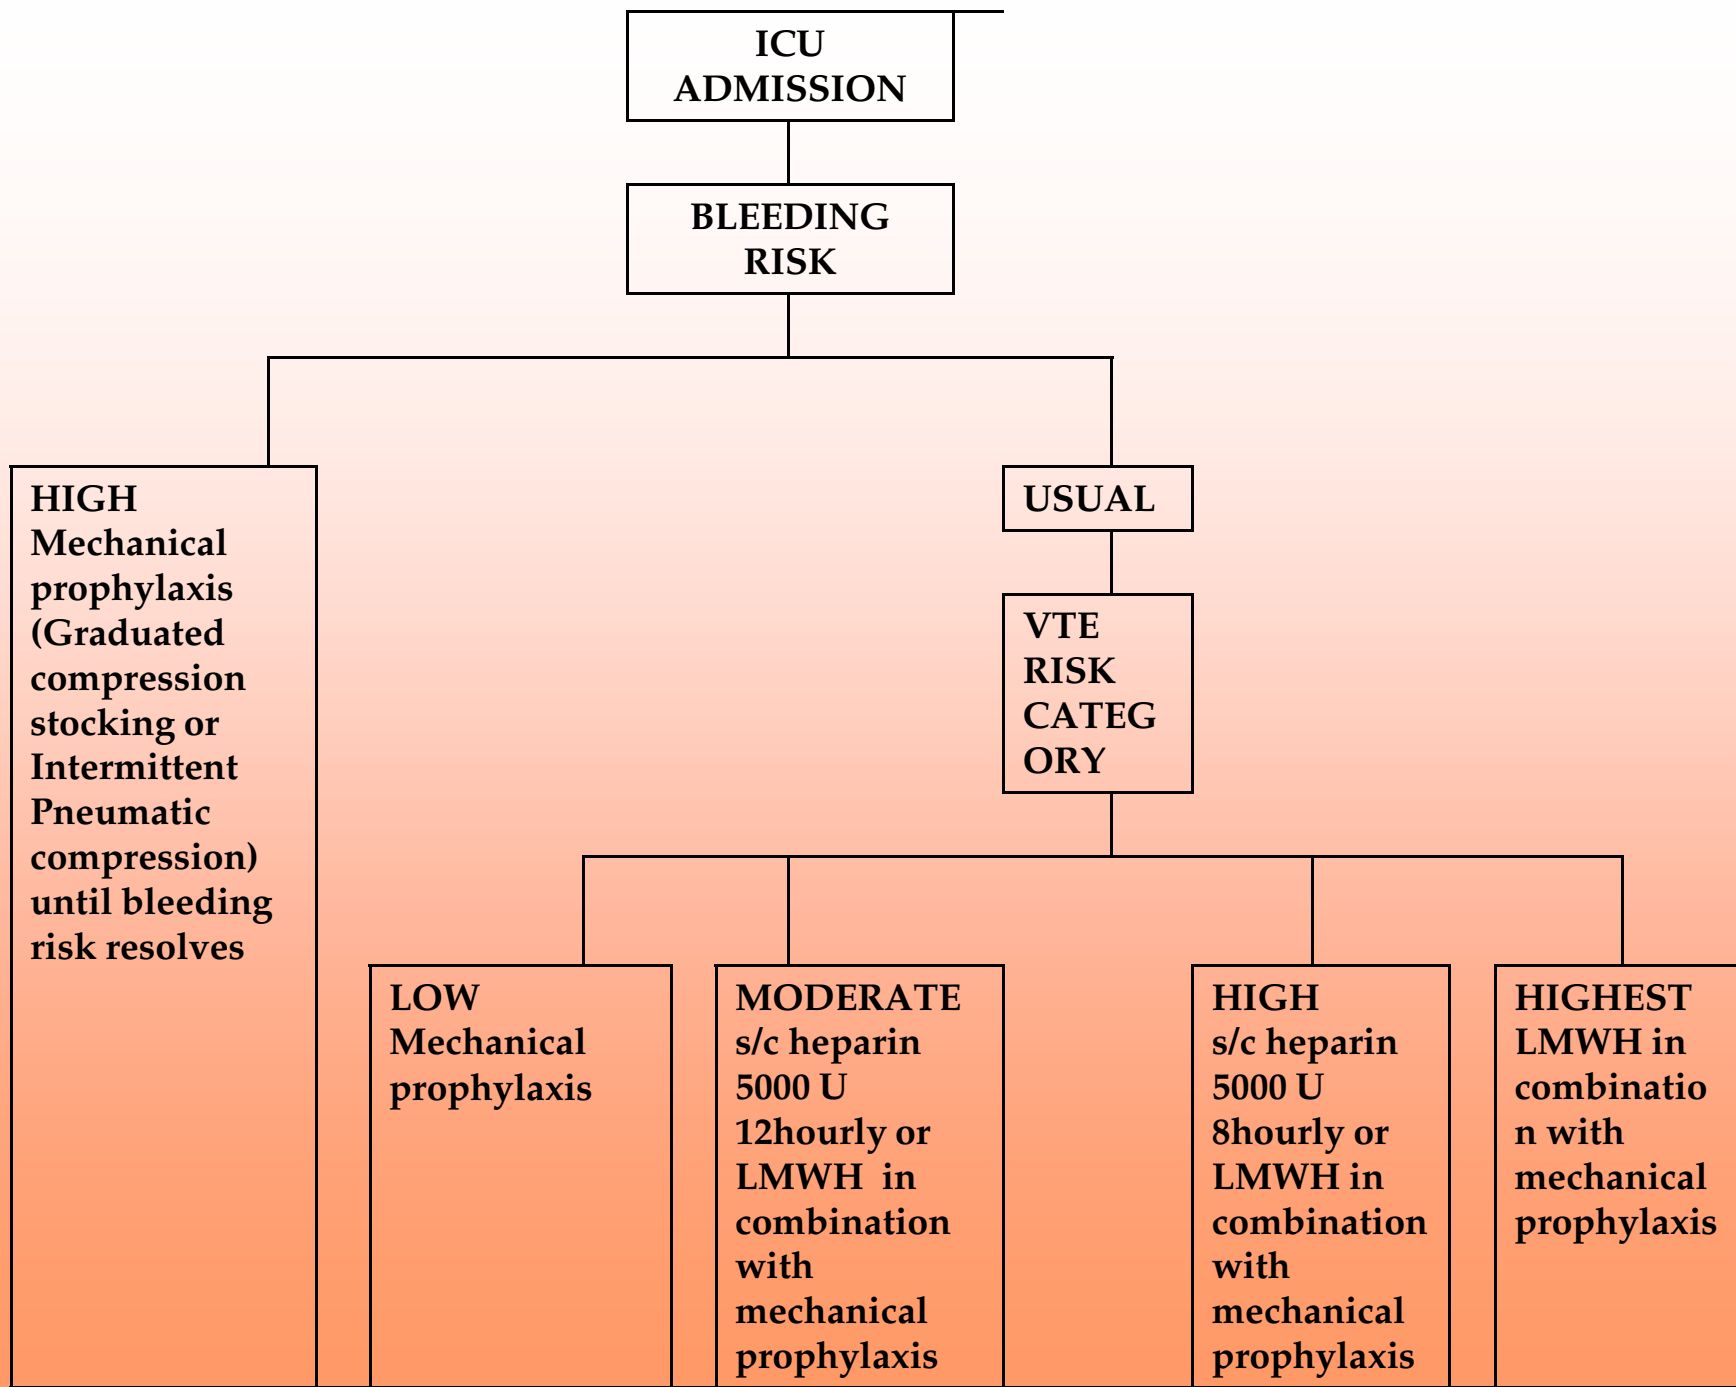 ICU
ADMISSION
BLEEDING
RISK
HIGH
Mechanical
prophylaxis
(Graduated
compression
stocking or
Intermittent
Pneumatic
compression)
until bleeding
risk resolves
USUAL
VTE
RISK
CATEG
ORY
LOW
Mechanical
prophylaxis
MODERATE
s/c heparin
5000 U
12hourly or
LMWH  in
combination
with
mechanical
prophylaxis
HIGH
s/c heparin
5000 U
8hourly or
LMWH in
combination
with
mechanical
prophylaxis
HIGHEST
LMWH in
combinatio
n with
mechanical
prophylaxis